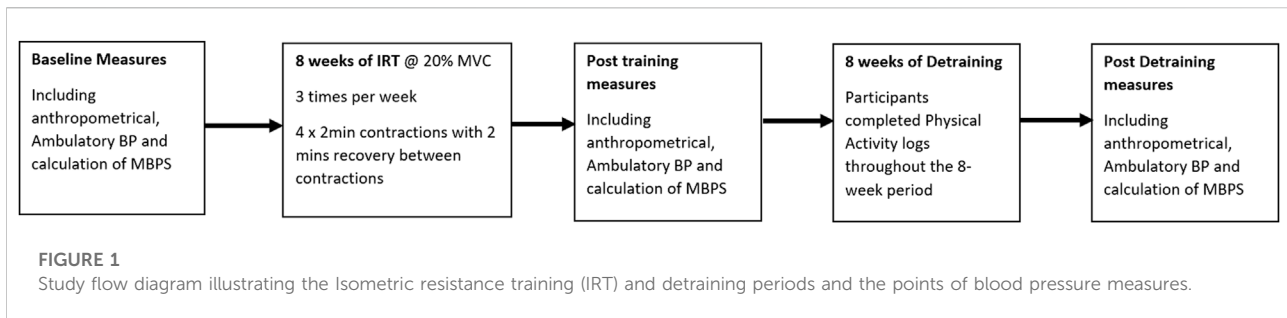 Baseline Measures
Including
anthropometrical,
Ambulatory BP and
calculation of MBPS
8 weeks of IRT @ 20% MVC
3 times per week
4 x 2min contractions with 2
mins recovery between
contractions
Post training
measures
Including
anthropometrical,
Ambulatory BP and
calculation of MBPS
8 weeks of Detraining
Participants
completed Physical
Activity logs
throughout the 8-
week period
Post Detraining
measures
Including
anthropometrical,
Ambulatory BP and
calculation of MBPS
FIGURE 1
Study flow diagram illustrating the Isometric resistance training (IRT) and detraining periods and the points of blood pressure measures.